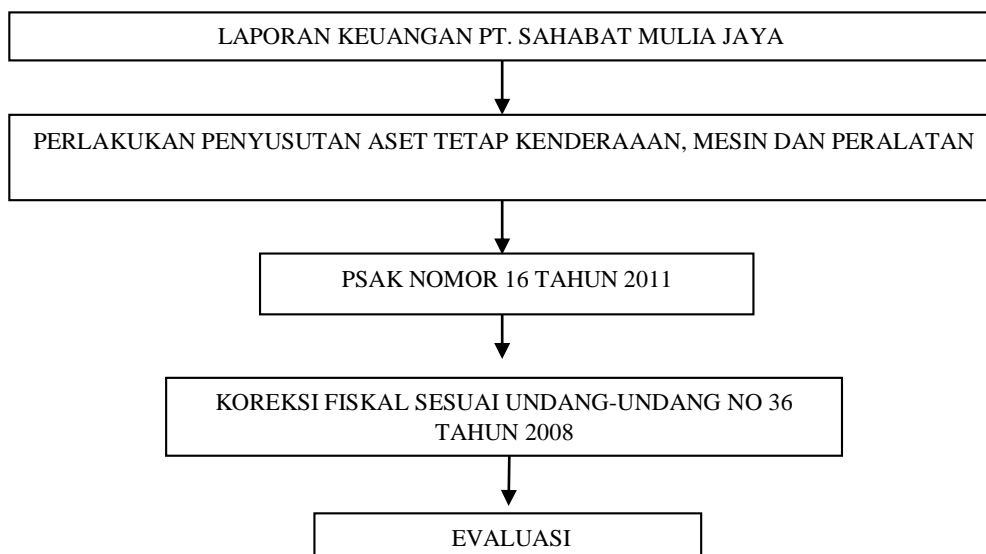 LAPORAN KEUANGAN PT. SAHABAT MULIA JAYA
PERLAKUKAN PENYUSUTAN ASET TETAP KENDERAAAN, MESIN DAN PERALATAN
PSAK NOMOR 16 TAHUN 2011
KOREKSI FISKAL SESUAI UNDANG-UNDANG NO 36
TAHUN 2008
EVALUASI